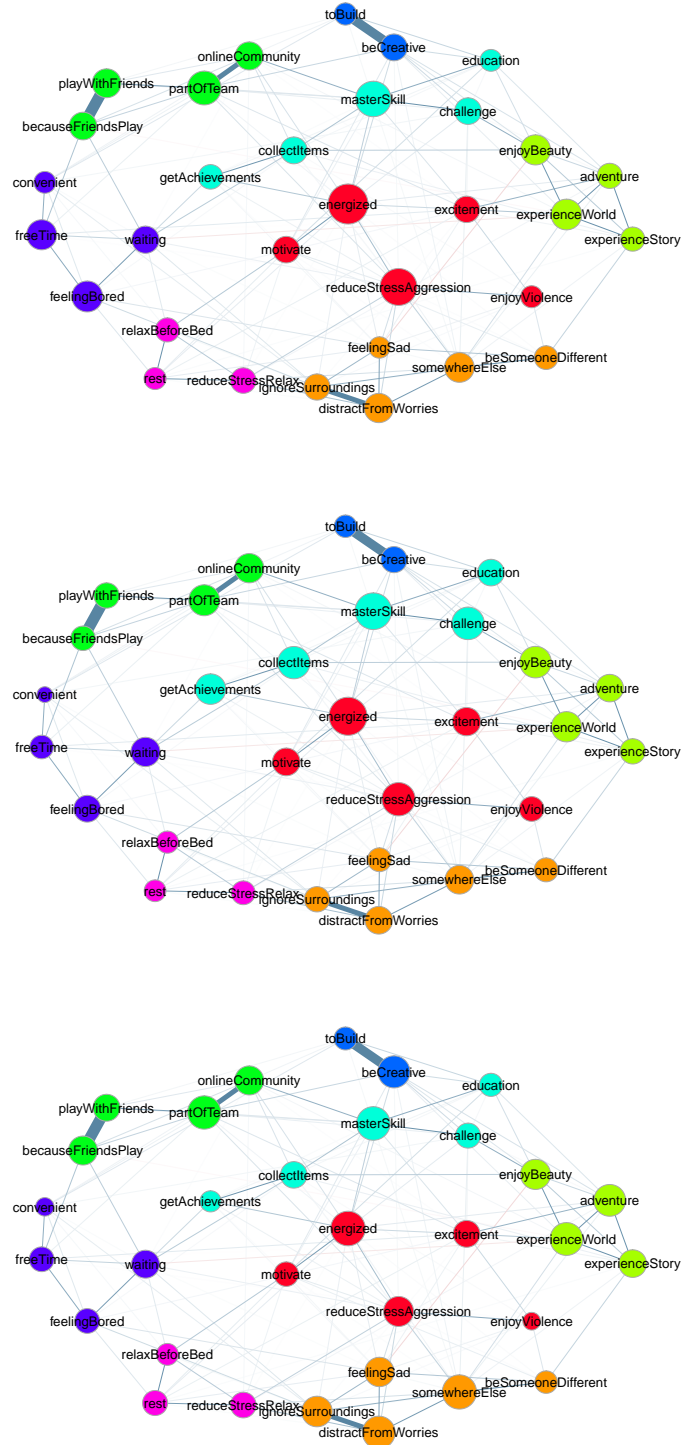 toBuild
beCreative
onlineCommunity
education
playWithFriends
partOfTeam
masterSkill
challenge
becauseFriendsPlay
collectItems
enjoyBeauty
getAchievements
adventure
convenient
energized
excitement
experienceWorld
freeTime
waiting
experienceStory
motivate
reduceStressAggression
feelingBored
enjoyViolence
relaxBeforeBed
feelingSad
beSomeoneDifferent
somewhereElse
rest
reduceStressRelax
ignoreSurroundings
distractFromWorries
toBuild
beCreative
onlineCommunity
education
playWithFriends
partOfTeam
masterSkill
challenge
becauseFriendsPlay
collectItems
enjoyBeauty
getAchievements
adventure
convenient
energized
excitement
experienceWorld
freeTime
waiting
experienceStory
motivate
reduceStressAggression
feelingBored
enjoyViolence
relaxBeforeBed
feelingSad
beSomeoneDifferent
somewhereElse
rest
reduceStressRelax
ignoreSurroundings
distractFromWorries
toBuild
beCreative
onlineCommunity
education
playWithFriends
partOfTeam
masterSkill
challenge
becauseFriendsPlay
collectItems
enjoyBeauty
getAchievements
adventure
convenient
energized
excitement
experienceWorld
freeTime
waiting
experienceStory
motivate
reduceStressAggression
feelingBored
enjoyViolence
relaxBeforeBed
feelingSad
beSomeoneDifferent
somewhereElse
rest
reduceStressRelax
ignoreSurroundings
distractFromWorries